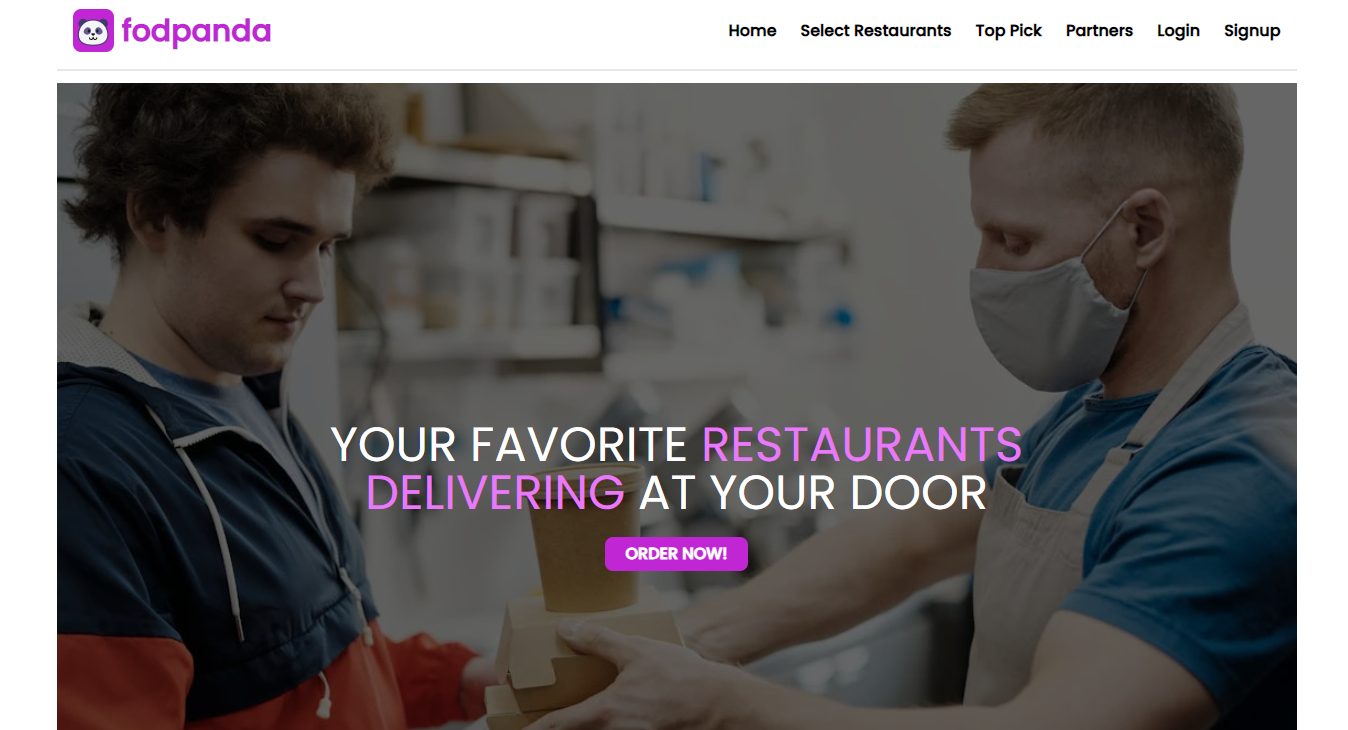 fodpanda
Home Select Restaurants Top Pick Partners Login Signup
YOUR FAVORITE RESTAURANTS
DELIVERING AT YOUR DOOR
ORDER NOW!